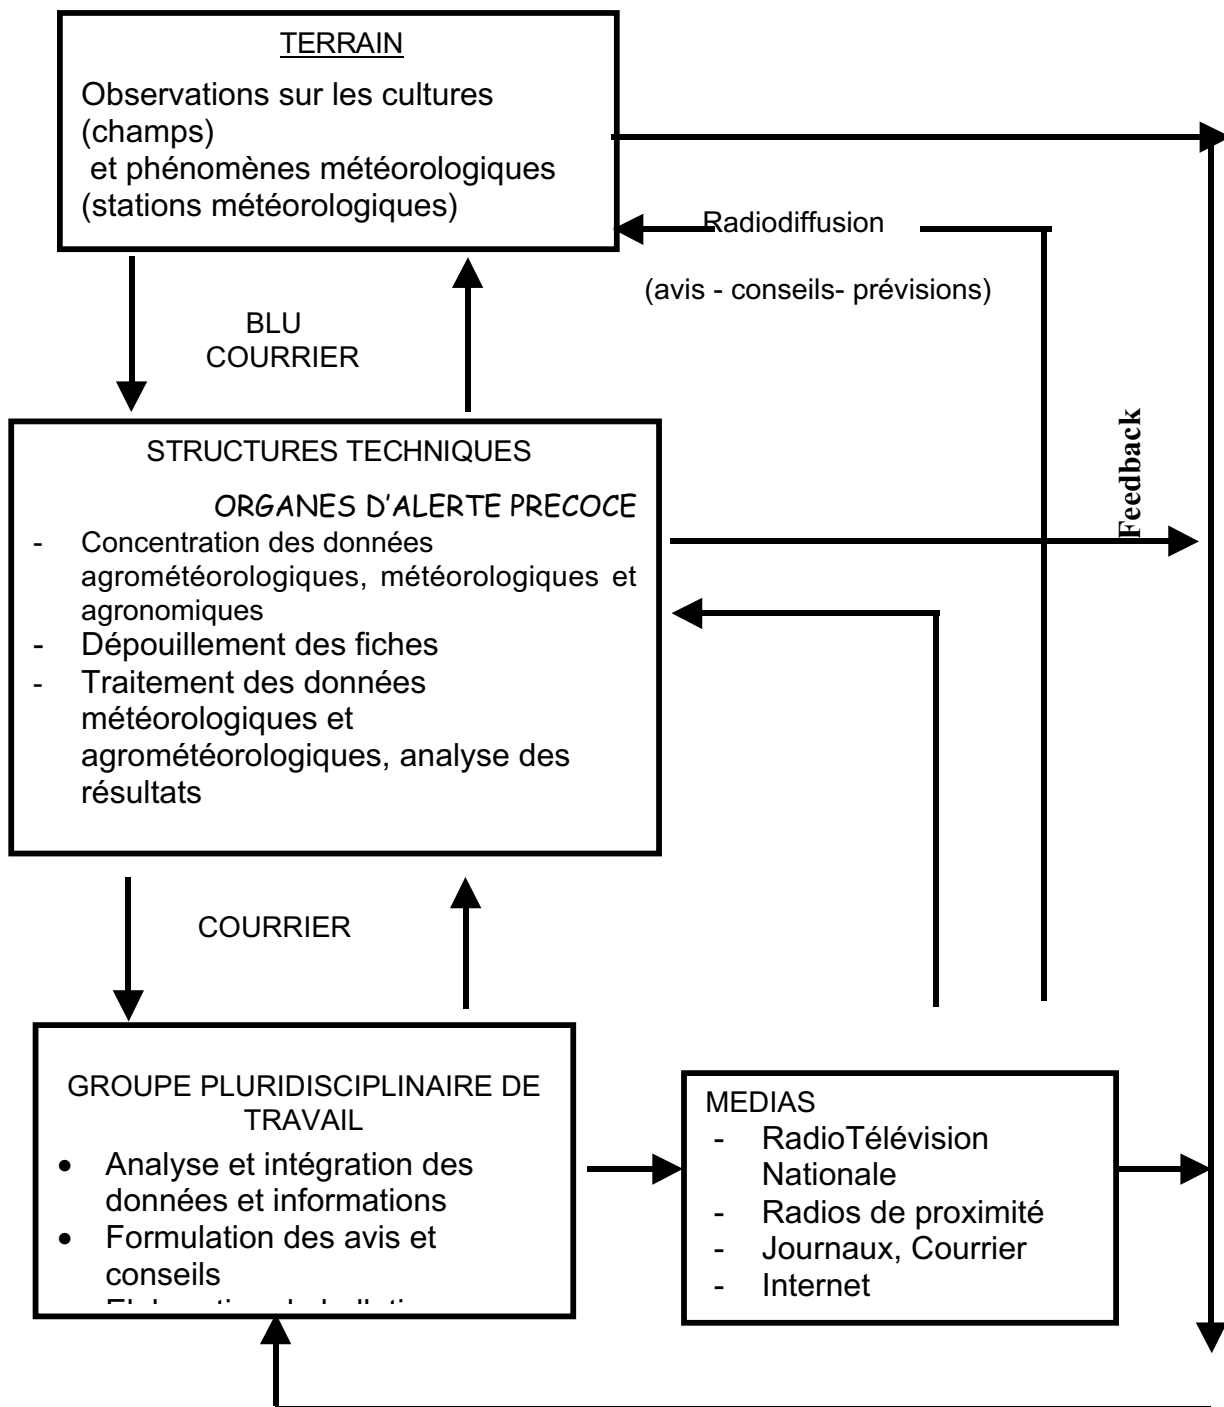 TERRAIN
Observations sur les cultures
(champs)
et phénomènes météorologiques
(stations météorologiques)
Radiodiffusion
(avis - conseils- prévisions)
BLU
COURRIER
Feedback
STRUCTURES TECHNIQUES
ORGANES D'ALERTE PRECOCE
- Concentration des données
agrométéorologiques, météorologiques et
agronomiques
- Dépouillement des fiches
- Traitement des données
météorologiques et
agrométéorologiques, analyse des
résultats
COURRIER
GROUPE PLURIDISCIPLINAIRE DE
TRAVAIL
• Analyse et intégration des
données et informations
• Formulation des avis et
conseils
MEDIAS
- RadioTélévision
Nationale
- Radios de proximité
- Journaux, Courrier
- Internet